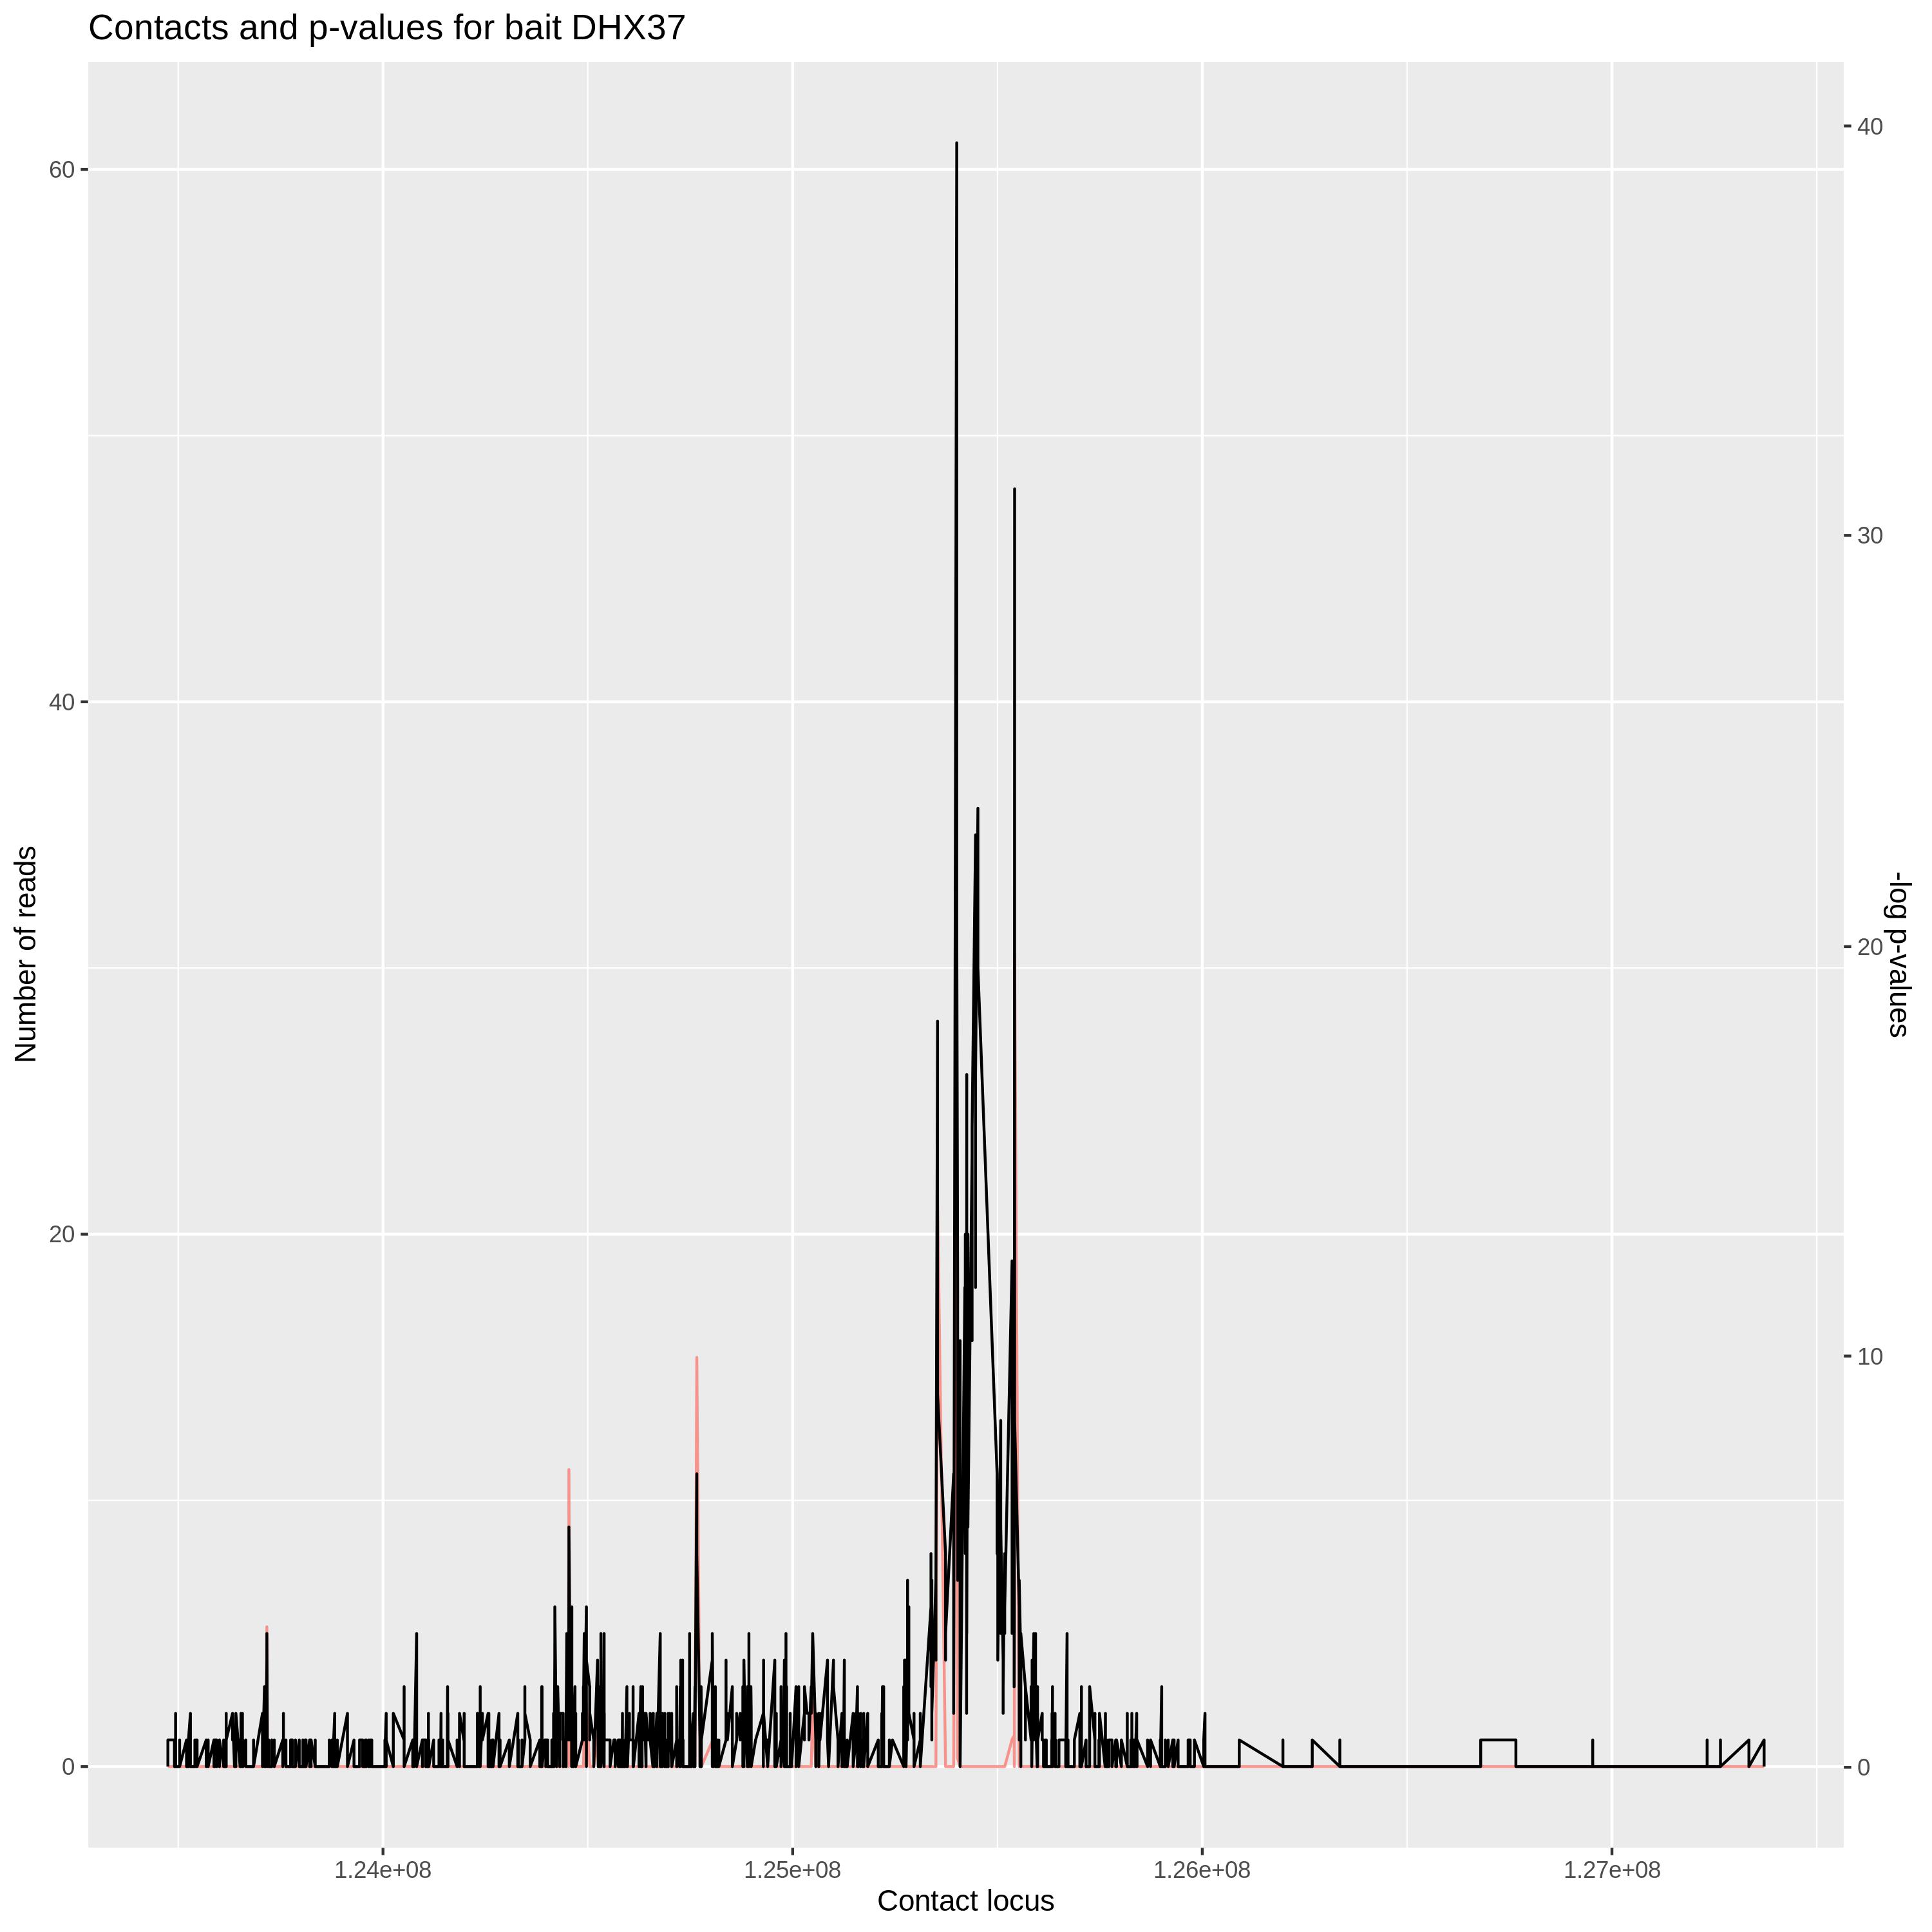 Contacts and p-values for bait DHX37
60
40
20
0
Number of reads
40
30
20
10
0
-log p-values
1.24e+08
1.25e+08
1.26e+08
1.27e+08
Contact locus